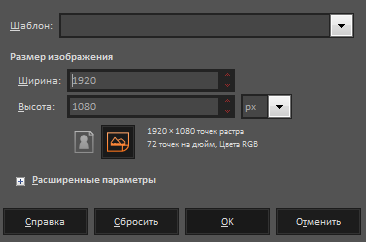 Шаблон:
Размер изображения
Ширина: 1920
Высота: 1080 px
1920 × 1080 точек растра
72 точек на дюйм, Цвета RGB
Расширенные параметры
Справка Сбросить OK Отменить